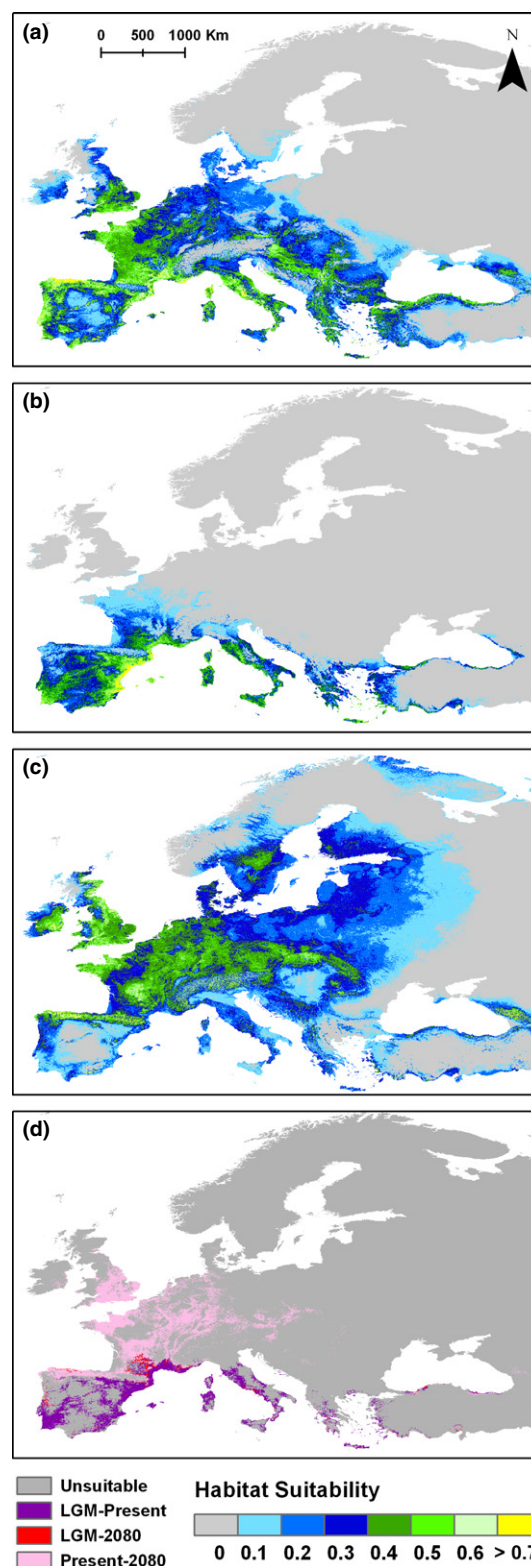 (a)
0 500 1000 Km
N
(b)
(c)
(d)
Unsuitable
LGM-Present
LGM-2080
Present-2080
Habitat Suitability
0 0.1 0.2 0.3 0.4 0.5 0.6 > 0.